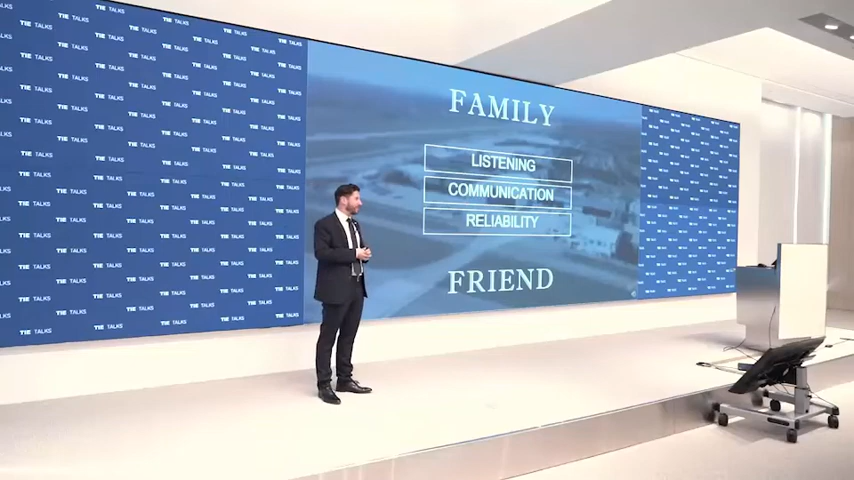 TIE TALKS
FAMILY
LISTENING
COMMUNICATION
RELIABILITY
FRIEND